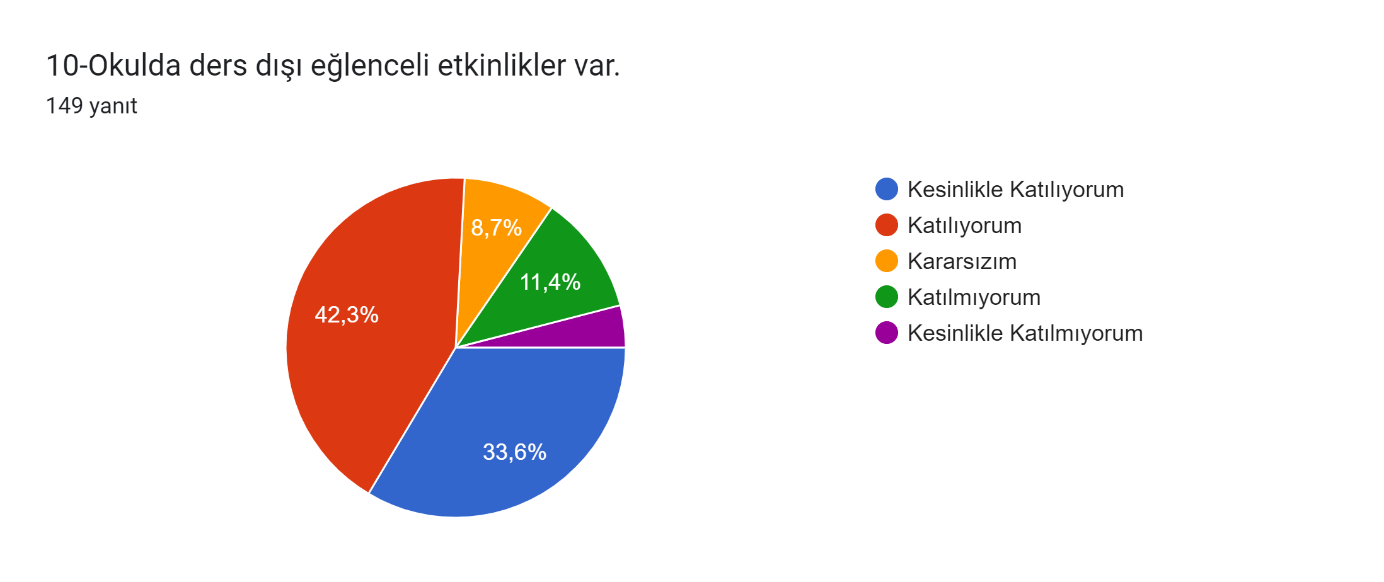 10-Okulda ders dışı eğlenceli etkinlikler var.
149 yanıt
Kesinlikle Katılıyorum
Katılıyorum
Kararsızım
Katılmıyorum
Kesinlikle Katılmıyorum
8,7%
11,4%
42,3%
33,6%